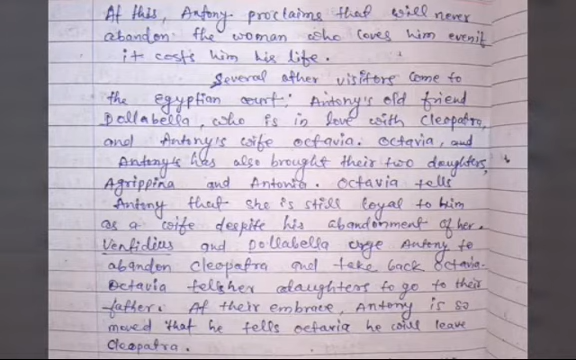 At this, Antony proclaims that will never
abandon the woman who loves him even if
it costs him his life.
Several other visitors come to
the Egyptian court: Antony's old friend
Dollabella, who is in love with Cleopatra,
and Antony's wife octavia. octavia, and
Antony's has also brought their two daughters,
Agrippina and Antonia. Octavia tells
Antony that she is still loyal to him
as a wife despite his abandonment of her.
Ventidius and Dollabella urge Antony to
abandon Cleopatra and take back Octavia.
Octavia tells her daughters to go to their
father. At their embrace, Antony is so
moved that he tells octavia he will leave
Cleopatra.